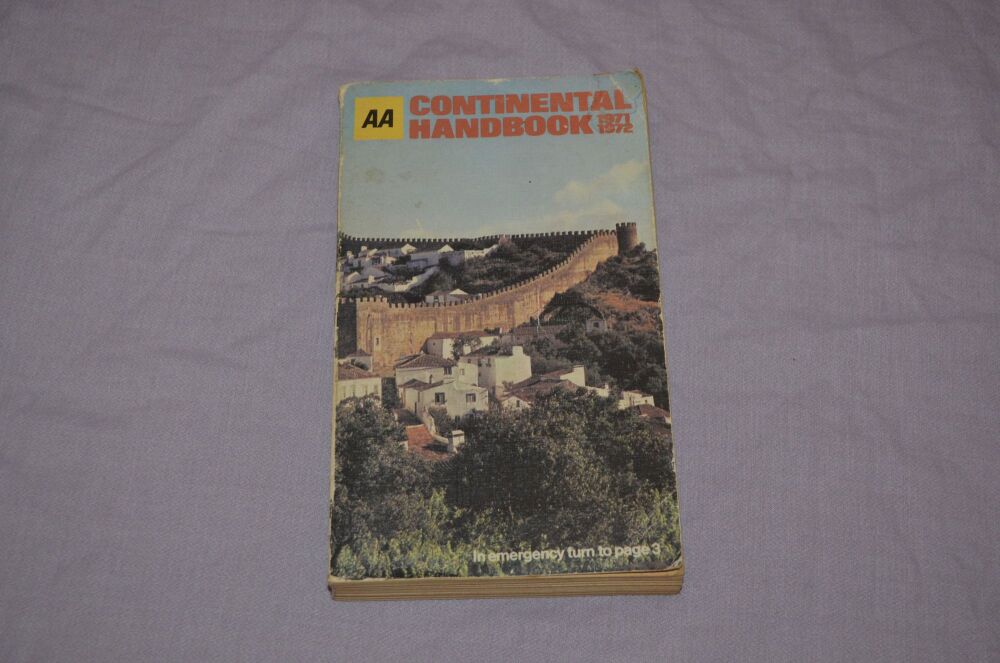 AA
CONTINENTAL
HANDBOOK 1971
1972
In emergency turn to page 3